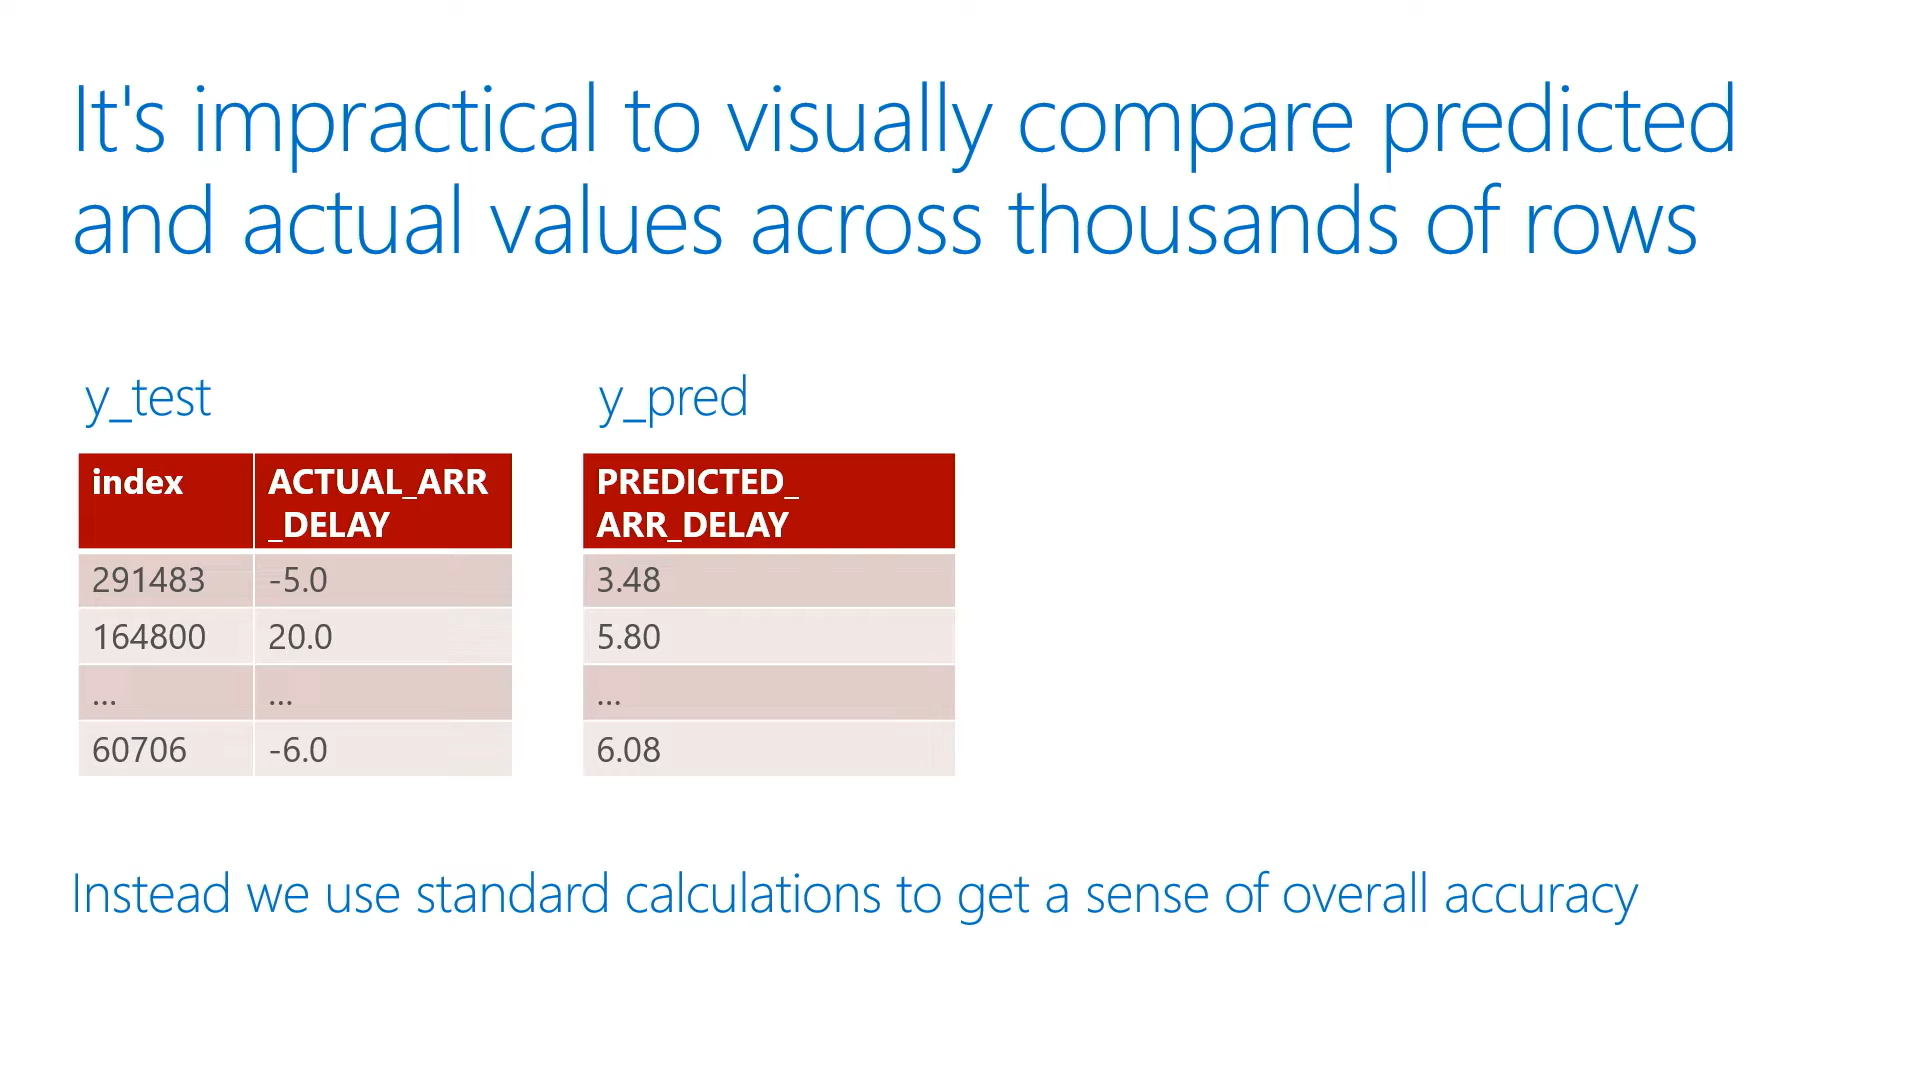 It's impractical to visually compare predicted
and actual values across thousands of rows
y_test
index ACTUAL_ARR
_DELAY
291483 -5.0
164800 20.0
... ...
60706 -6.0
y_pred
PREDICTED_
ARR_DELAY
3.48
5.80
...
6.08
Instead we use standard calculations to get a sense of overall accuracy